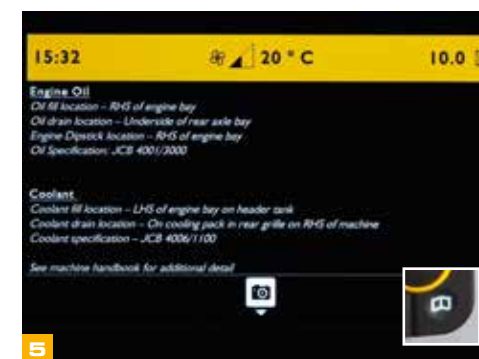 15:32 20 ° C 10.0
Engine Oil
Oil fill location – RHS of engine bay
Oil drain location – Underside of rear axle bay
Engine Dipstick location – RHS of engine bay
Oil Specification: JCB 4001/3000
Coolant
Coolant fill location – LHS of engine bay on header tank
Coolant drain location – On cooling pack in rear grille on RHS of machine
Coolant specification – JCB 4006/1100
See machine handbook for additional detail
5